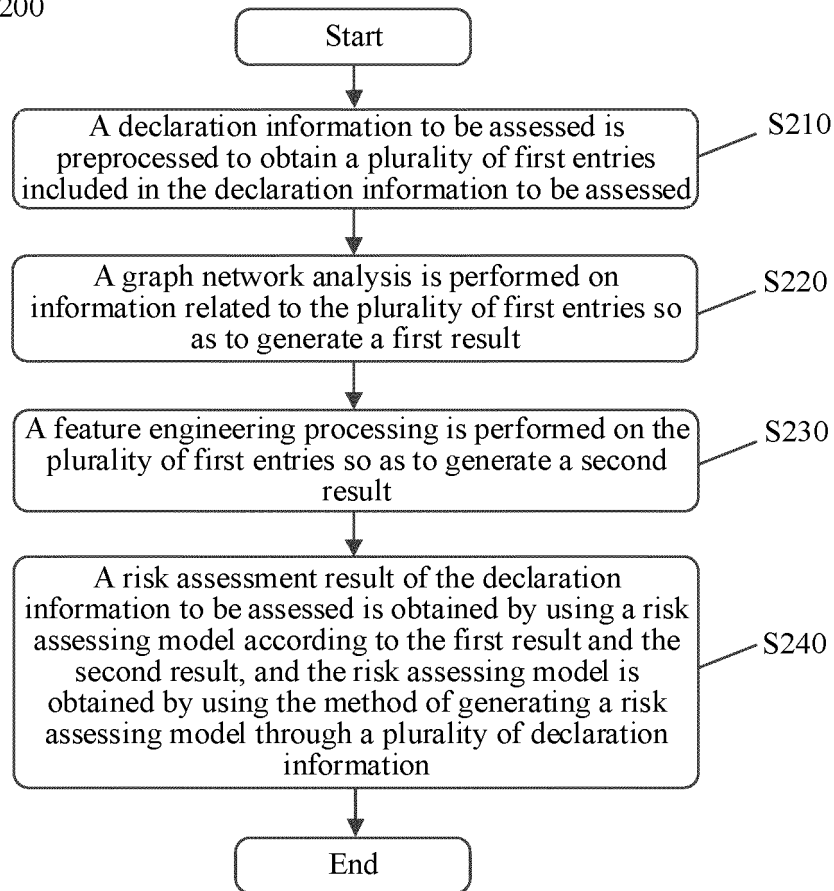 200
Start
A declaration information to be assessed is
preprocessed to obtain a plurality of first entries
included in the declaration information to be assessed
S210
A graph network analysis is performed on
information related to the plurality of first entries so
as to generate a first result
S220
A feature engineering processing is performed on the
plurality of first entries so as to generate a second
result
S230
A risk assessment result of the declaration
information to be assessed is obtained by using a risk
assessing model according to the first result and the
second result, and the risk assessing model is
obtained by using the method of generating a risk
assessing model through a plurality of declaration
information
S240
End